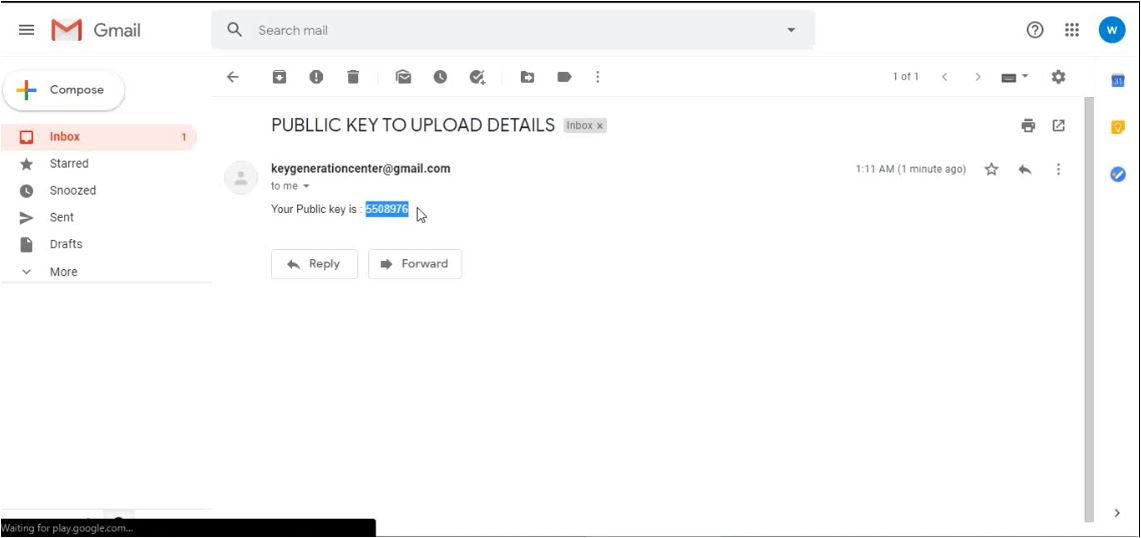 Gmail
Search mail
W
Compose
1 of 1
31
PUBLLIC KEY TO UPLOAD DETAILS Inbox x
Inbox 1
Starred
keygenerationcenter@gmail.com 1:11 AM (1 minute ago)
to me
Snoozed
Your Public key is : 5508976
Sent
Drafts
Reply Forward
More
Waiting for play.google.com...